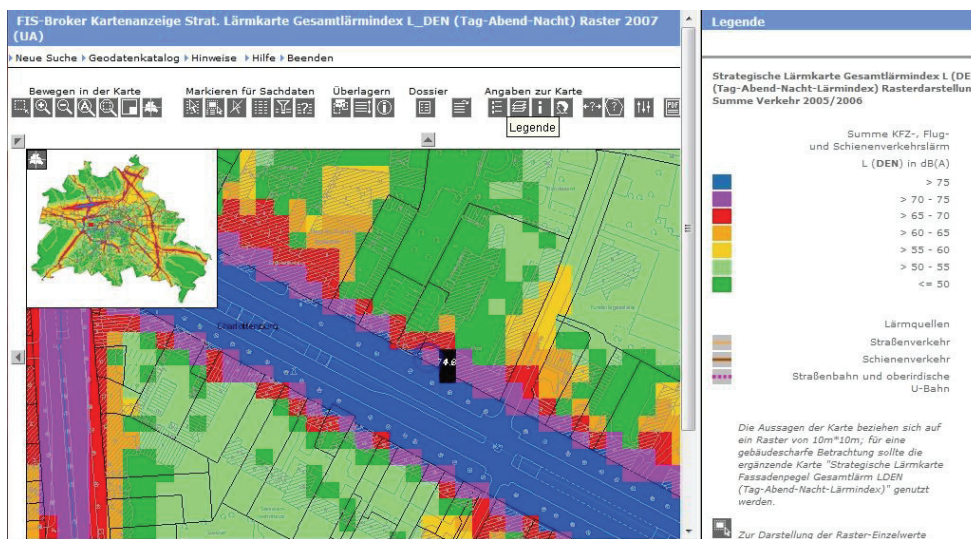 FIS-Broker Kartenanzeige Strat. Lärmkarte Gesamtlärmindex L_DEN (Tag-Abend-Nacht) Raster 2007
(UA)
Neue Suche Geodatenkatalog Hinweise Hilfe Beenden
Bewegen in der Karte Markieren für Sachdaten Überlagern Dossier Angaben zur Karte
PDF
Legende
Charlottenburg
74.8
Legende
Strategische Lärmkarte Gesamtlärmindex L (DE
(Tag-Abend-Nacht-Lärmindex) Rasterdarstellun
Summe Verkehr 2005/2006
Summe KFZ-, Flug-
und Schienenverkehrslärm
L (DEN) in dB(A)
> 75
> 70 - 75
> 65 - 70
> 60 - 65
> 55 - 60
> 50 - 55
<= 50
Lärmquellen
Straßenverkehr
Schienenverkehr
Straßenbahn und oberirdische
U-Bahn
Die Aussagen der Karte beziehen sich auf
ein Raster von 10m*10m; für eine
gebäudescharfe Betrachtung sollte die
ergänzende Karte "Strategische Lärmkarte
Fassadenpegel Gesamtlärm LDEN
(Tag-Abend-Nacht-Lärmindex)" genutzt
werden.
Zur Darstellung der Raster-Einzelwerte